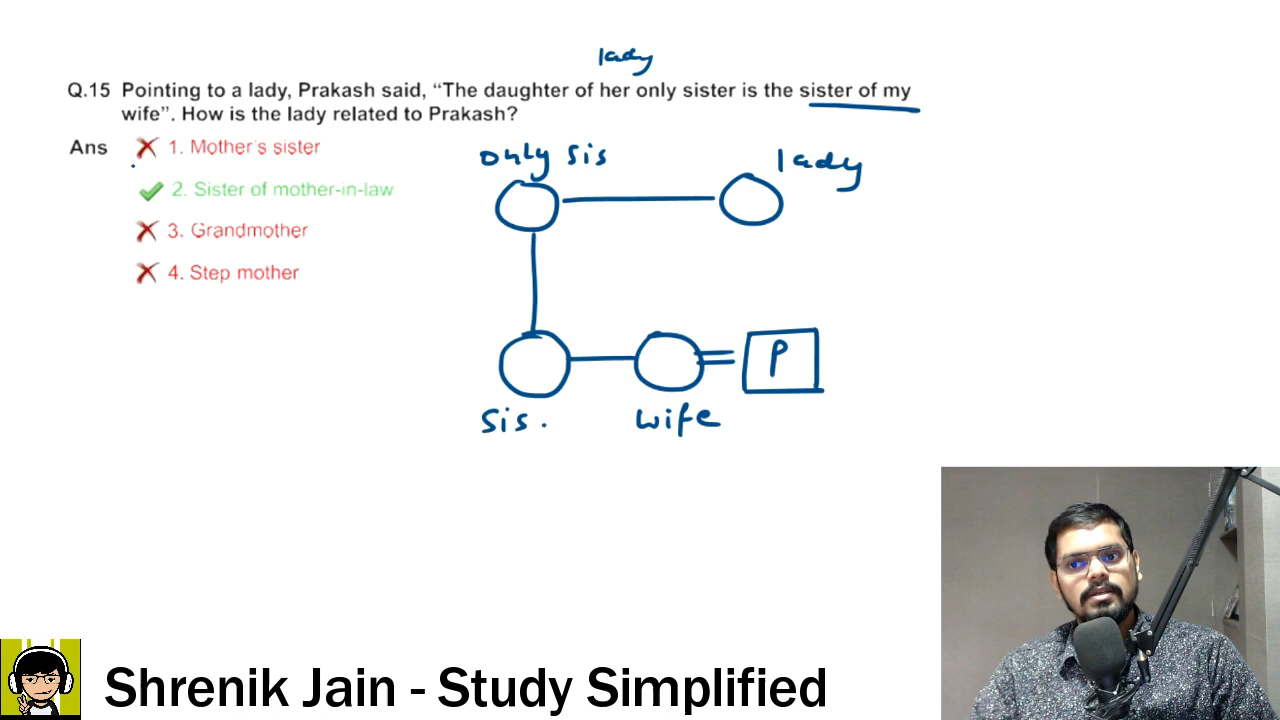 lady
Q.15 Pointing to a lady, Prakash said, “The daughter of her only sister is the sister of my
wife”. How is the lady related to Prakash?
Ans
1. Mother's sister
2. Sister of mother-in-law
3. Grandmother
4. Step mother
only sis
lady
P
sis.
wife
Shrenik Jain - Study Simplified